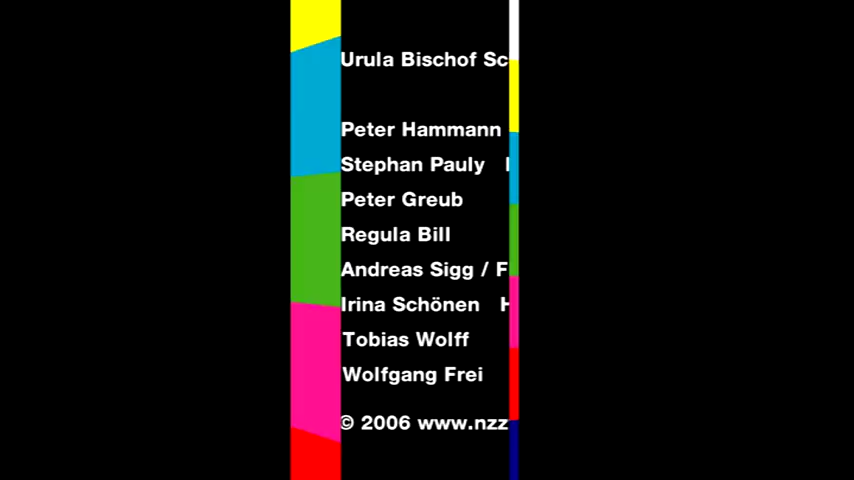 Urula Bischof Sc
Peter Hammann
Stephan Pauly
Peter Greub
Regula Bill
Andreas Sigg / F
Irina Schönen H
Tobias Wolff
Wolfgang Frei
© 2006 www.nzz